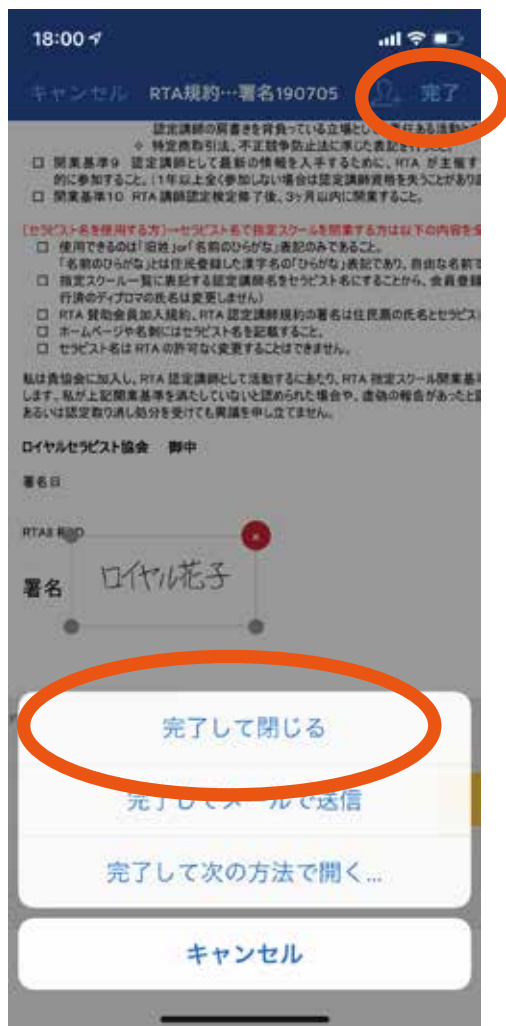 18:00
キャンセル RTA規約…署名190705 完了
認定講師の肩書きを背負っている立場として責任ある活動
特定商取引法、不正競争防止法に準じた表記を行
□ 開業基準9 認定講師として最新の情報を入手するために、RTA が主催す
的に参加すること。(1年以上全く参加しない場合は認定講師資格を失うことがあり
□ 開業基準10 RTA 講師認定検定修了後、3ヶ月以内に開業すること。
【セラピスト名を使用する方】→セラピスト名で指定スクールを開業する方は以下の内容を
□ 使用できるのは「旧姓」or「名前のひらがな」表記のみであること。
「名前のひらがな」とは住民登録した漢字名の「ひらがな」表記であり、自由な名前で
□ 指定スクール一覧に表記する認定講師名をセラピスト名にすることから、会員登録
行済のディプロマの氏名は変更しません)
□ RTA 賛助会員加入規約、RTA 認定講師規約の署名は住民票の氏名とセラピス
□ ホームページや名刺にはセラピスト名を記載すること。
□ セラピスト名は RTA の許可なく変更することはできません。
私は貴協会に加入し、RTA 認定講師として活動するにあたり、RTA 指定スクール開業基
します。私が上記開業基準を満たしていないと認められた場合や、虚偽の報告があったと
あるいは認定取り消し処分を受けても異議を申し立てません。
ロイヤルセラピスト協会 御中
署名日
署名 ロイヤル花子
完了して閉じる
完了してメールで送信
完了して次の方法で開く...
キャンセル